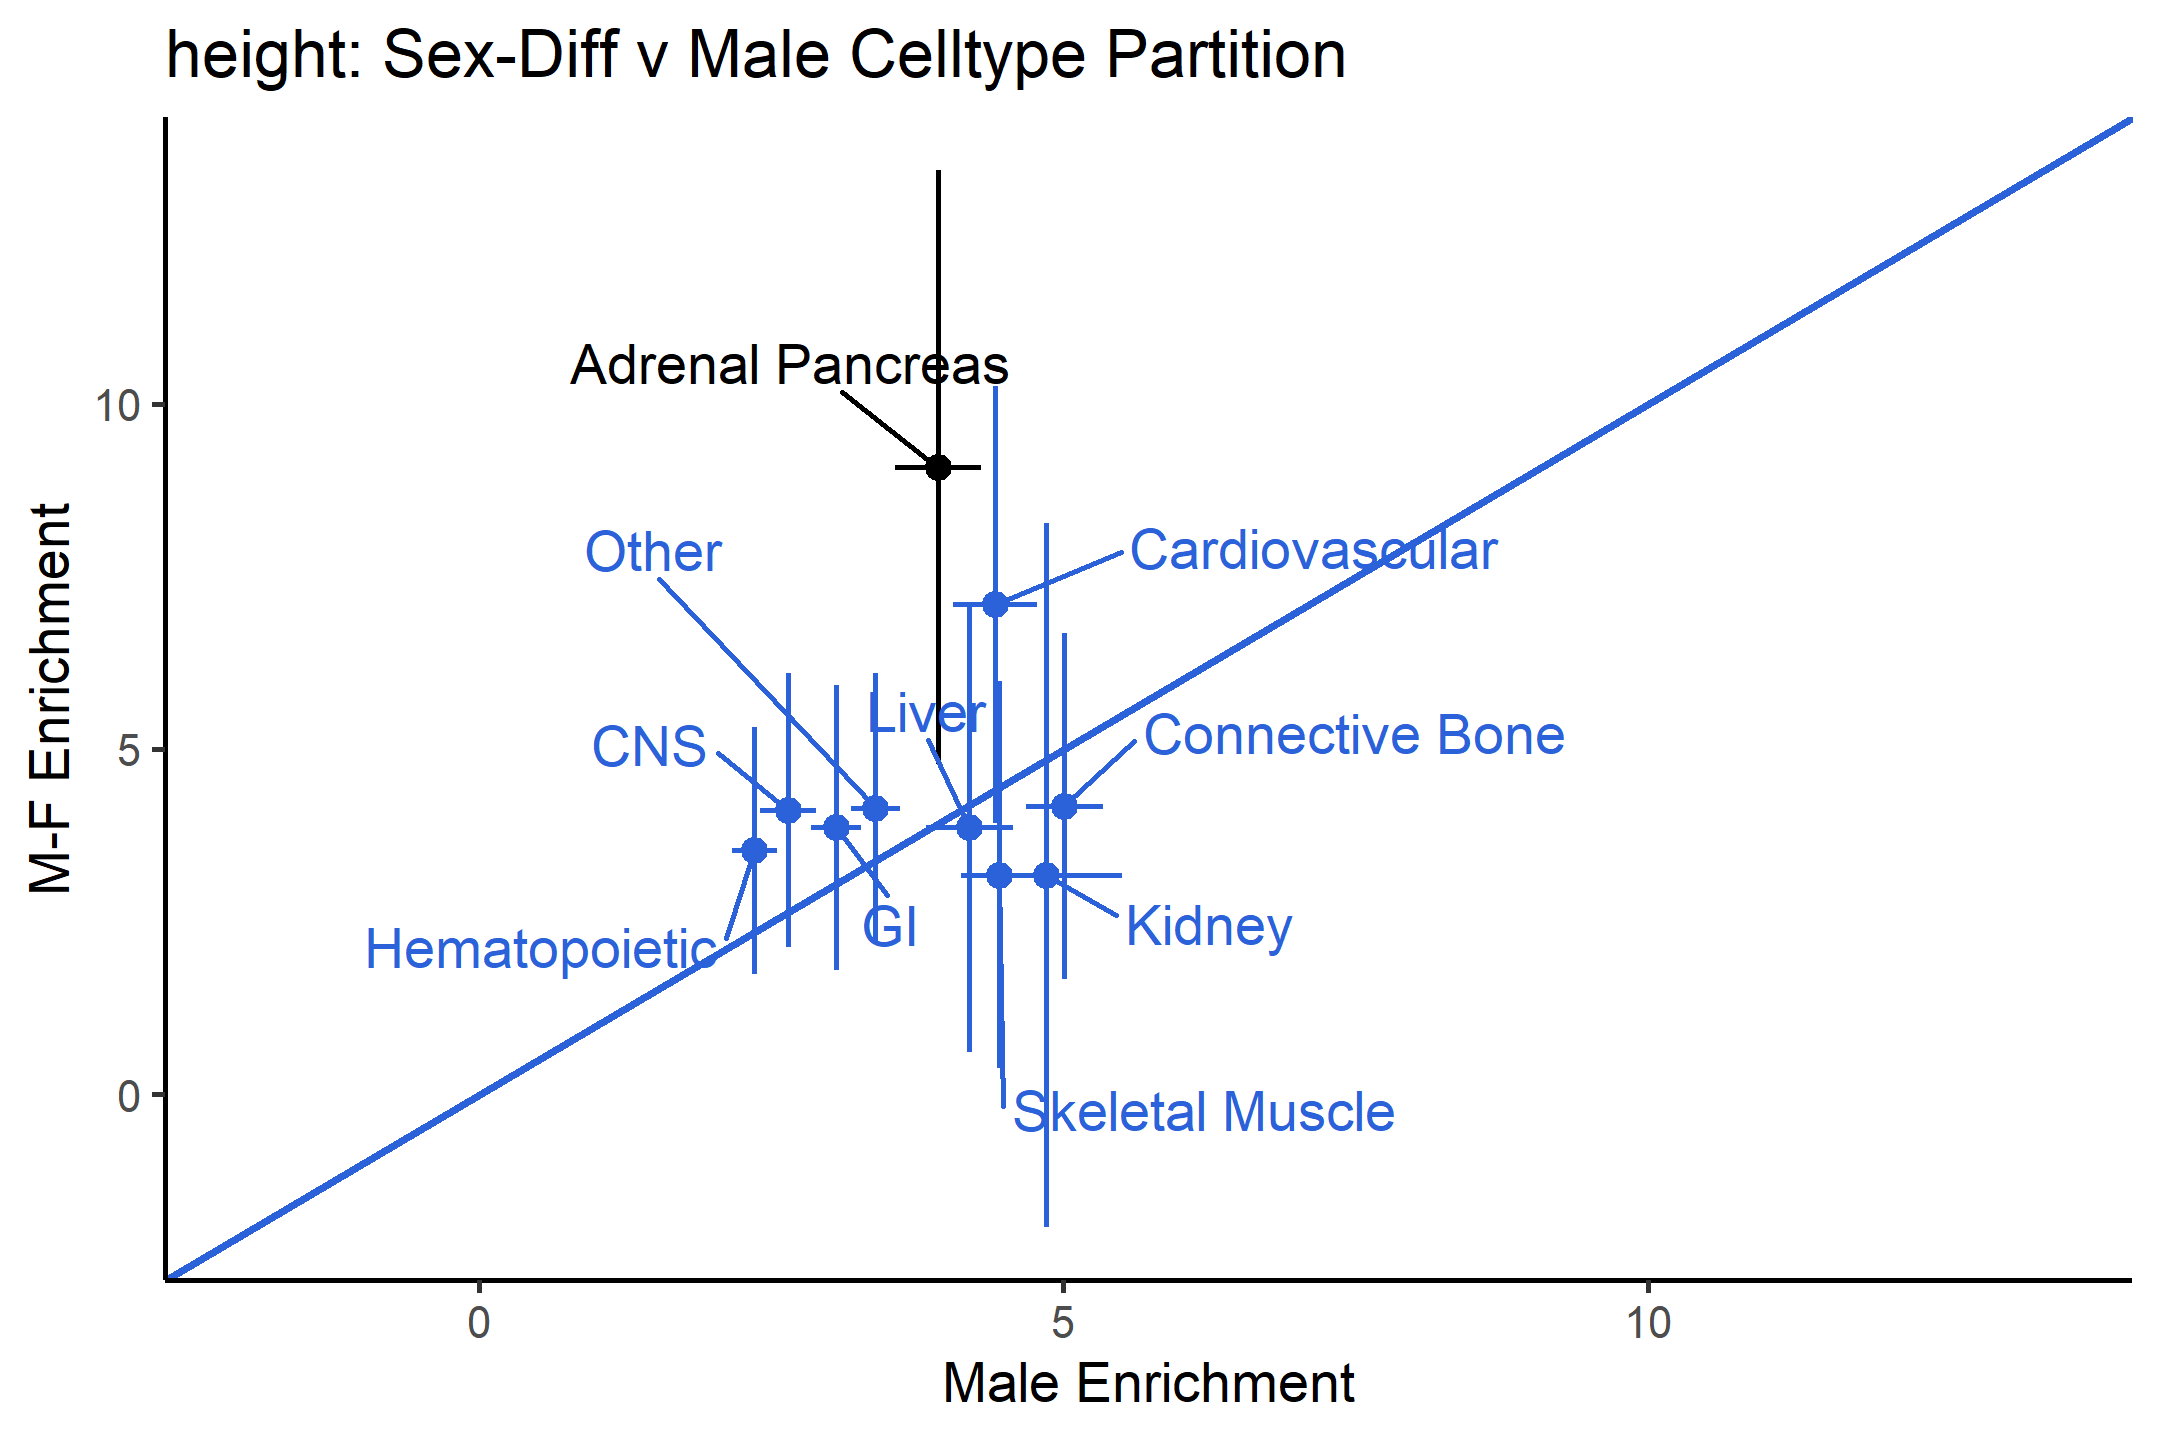 height: Sex-Diff v Male Celltype Partition
M-F Enrichment
10
5
0
Adrenal Pancreas
Other
Cardiovascular
Liver
CNS
Connective Bone
Hematopoietic
GI
Kidney
Skeletal Muscle
0
5
10
Male Enrichment